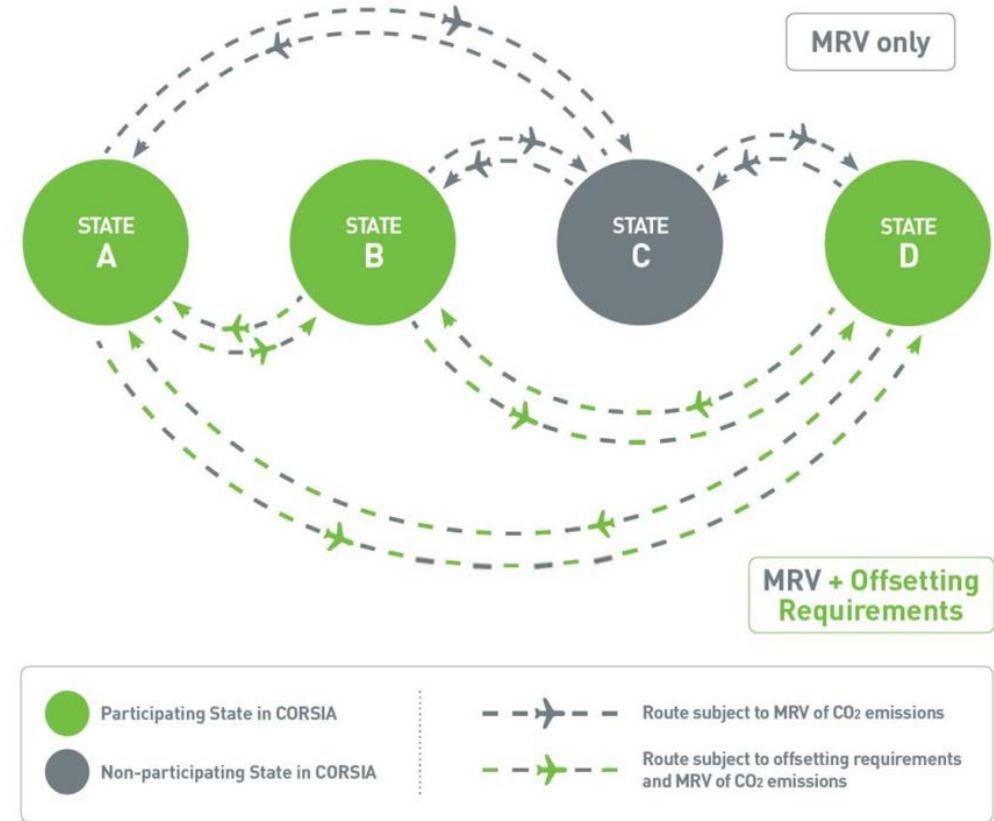 MRV only
STATE
A
STATE
B
STATE
C
STATE
D
MRV + Offsetting
Requirements
Participating State in CORSIA
Non-participating State in CORSIA
Route subject to MRV of CO₂ emissions
Route subject to offsetting requirements
and MRV of CO₂ emissions